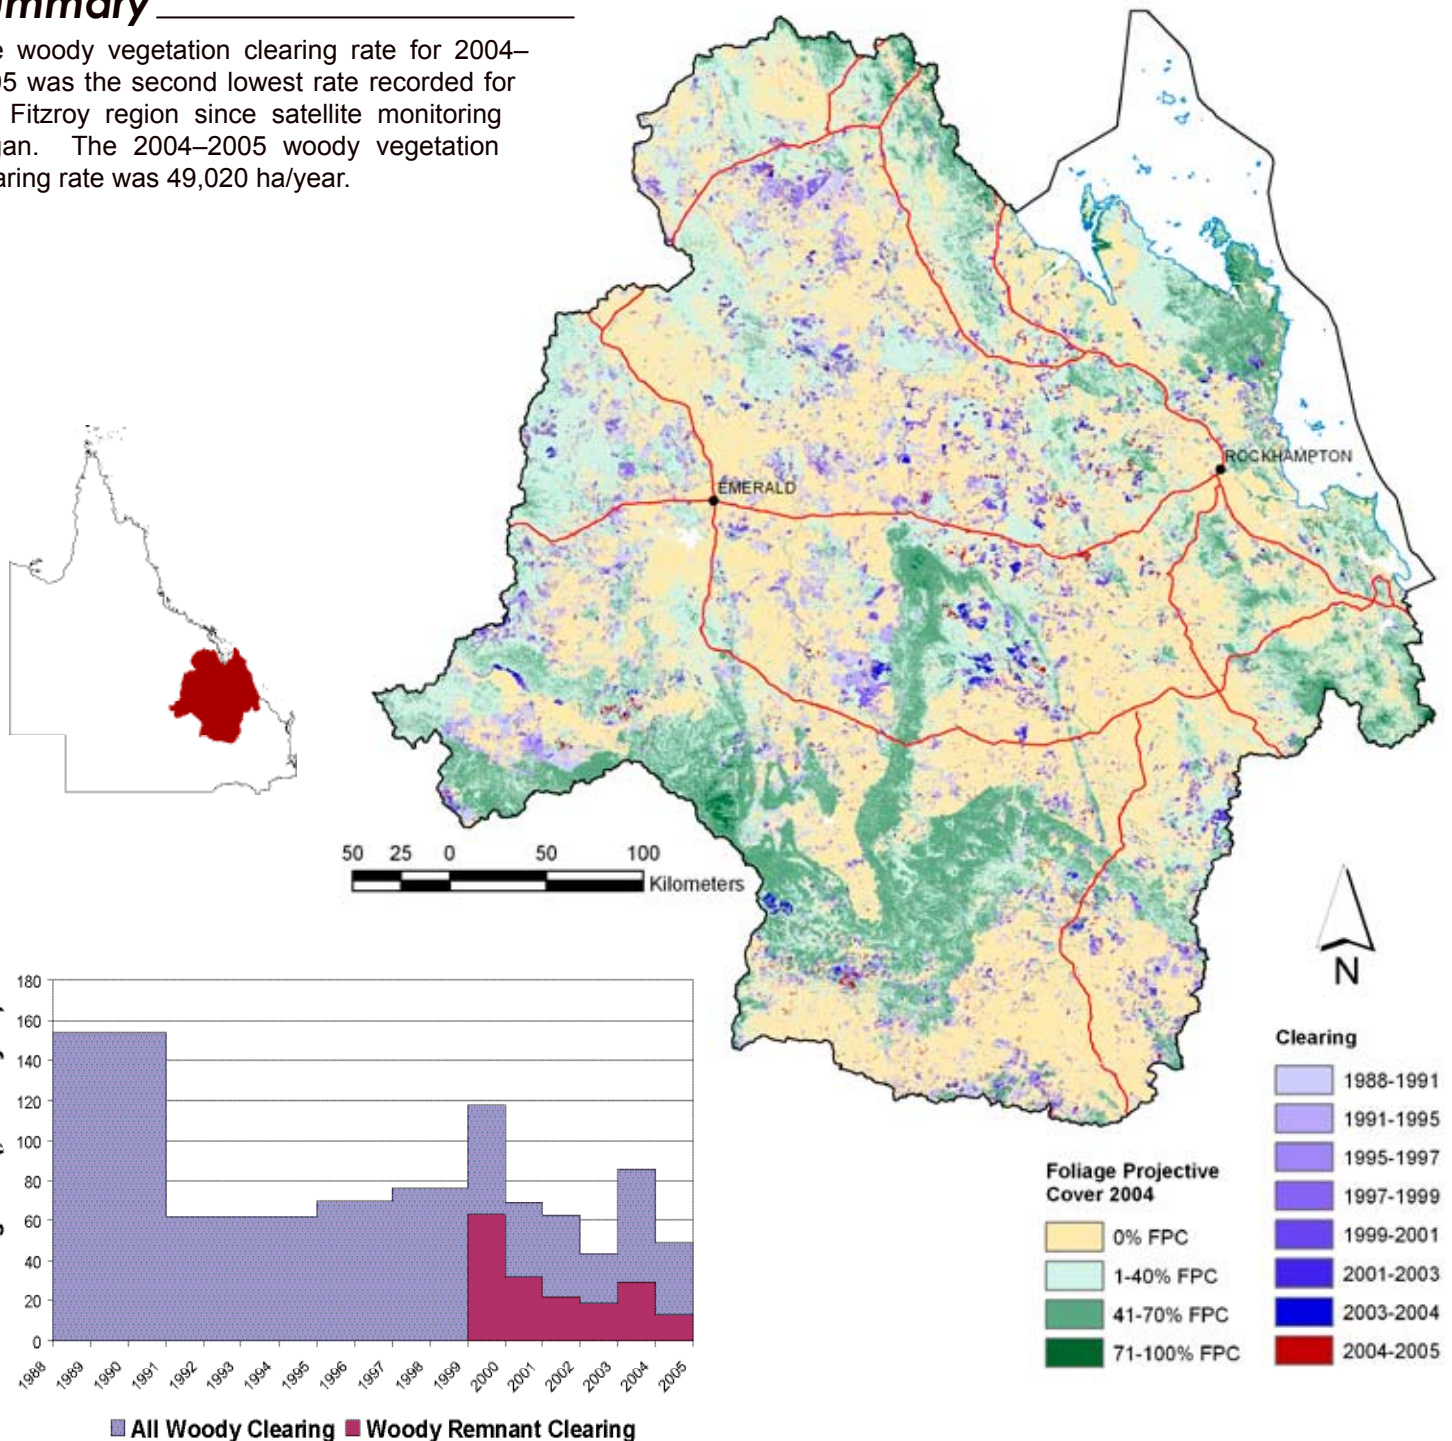 woody vegetation clearing rate for 2004–
was the second lowest rate recorded for
Fitzroy region since satellite monitoring
The 2004–2005 woody vegetation
rate was 49,020 ha/year.
ROCKHAMPTON
EMERALD
50 25 0 50 100
Kilometers
N
180
160
140
120
100
80
60
40
20
0
1988 1989 1990 1991 1992 1993 1994 1995 1996 1997 1998 1999 2000 2001 2002 2003 2004 2005
All Woody Clearing Woody Remnant Clearing
Foliage Projective
Cover 2004
0% FPC
1-40% FPC
41-70% FPC
71-100% FPC
Clearing
1988-1991
1991-1995
1995-1997
1997-1999
1999-2001
2001-2003
2003-2004
2004-2005